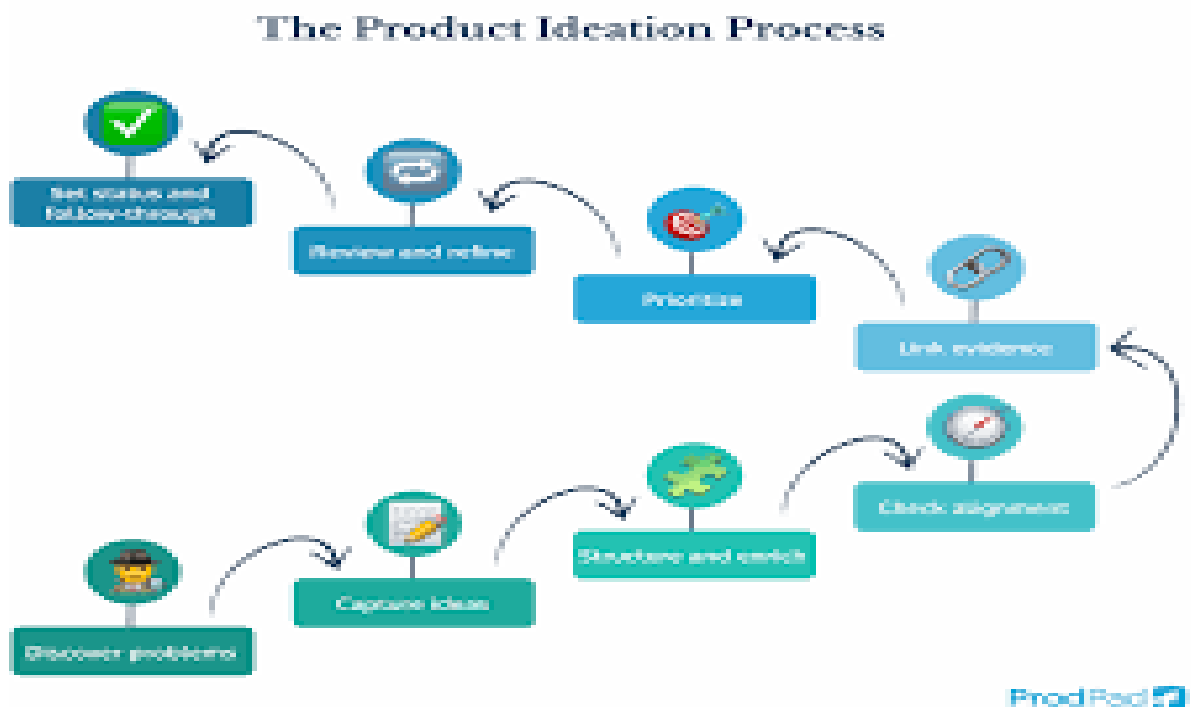 The Product Ideation Process
Set status and
follow-through
Review and refine
Prioritize
Link evidence
Check alignment
Structure and enrich
Capture ideas
Discover problems
ProdPad